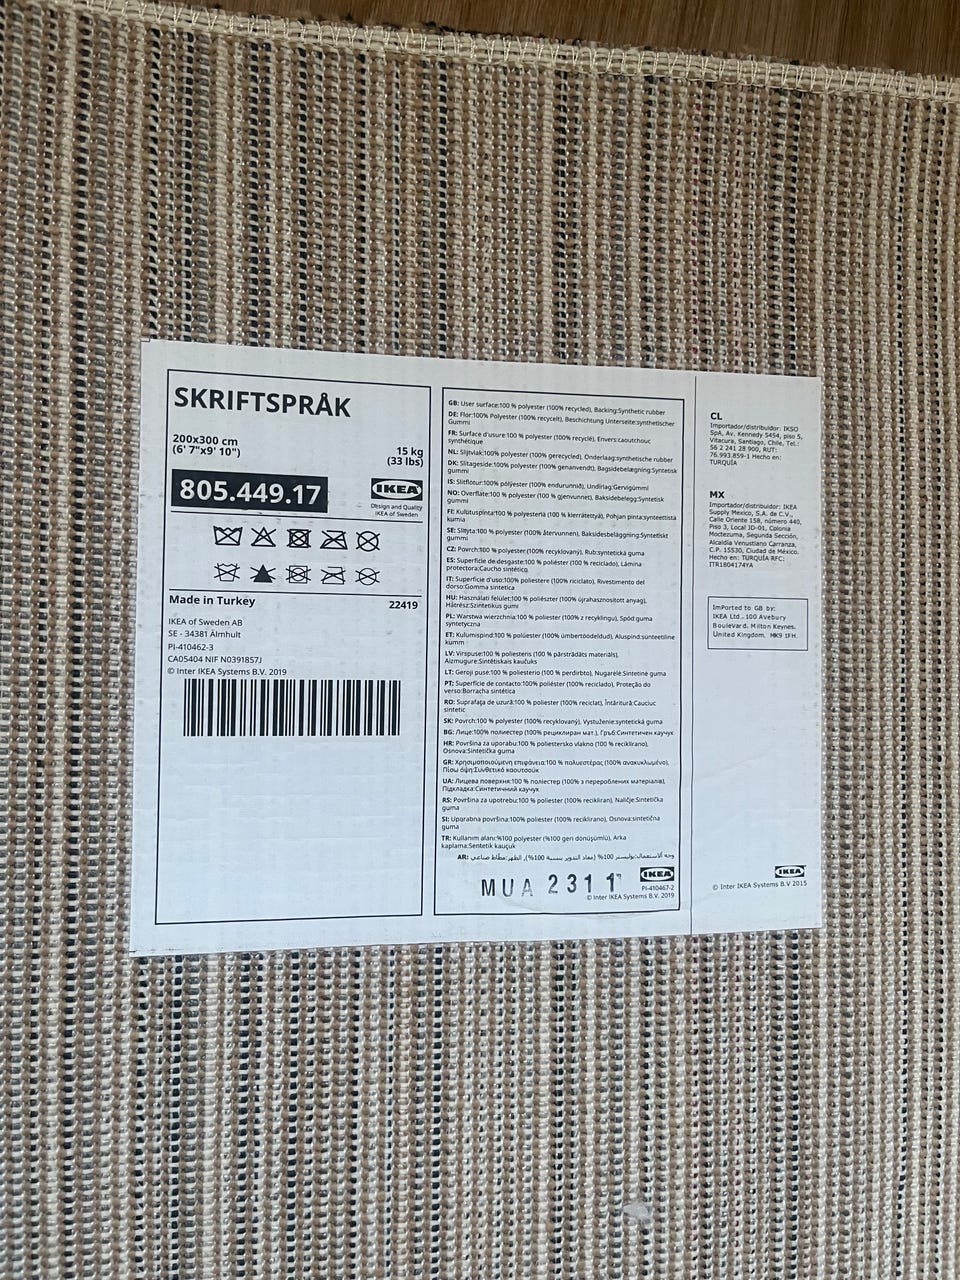 SKRIFTSPRÅK
200x300 cm
(6' 7"x9' 10")
15 kg
(33 lbs)
805.449.17
IKEA
Design and Quality
IKEA of Sweden
Made in Turkey
22419
IKEA of Sweden AB
SE - 34381 Älmhult
PI-410462-3
CA05404 NIF N0391857J
© Inter IKEA Systems B.V. 2019
GB: User surface:100 % polyester (100% recycled), Backing:Synthetic rubber
DE: Flor:100% Polyester (100% recycelt), Beschichtung Unterseite:synthetischer
Gummi
FR: Surface d'usure:100 % polyester (100% recyclé), Envers:caoutchouc
synthétique
NL: Slijtvlak:100% polyester (100% gerecycled), Onderlaag:synthetische rubber
DK: Slitageside:100% polyester (100% genanvendt), Bagsidebelægning:Syntetisk
gummi
IS: Slitflötur:100% pólýester (100% endurunnið), Undirlag:Gervigúmmí
NO: Overflate:100 % polyester (100 % gjenvunnet), Baksidebelegg:Syntetisk
gummi
FI: Kulutuspinta:100 % polyesteriä (100 % kierrätettyä), Pohjan pinta:synteettistä
kumia
SE: Slityta:100 % polyester (100% återvunnen), Baksidesbeläggning:Syntetiskt
gummi
CZ: Povrch:100 % polyester (100% recyklovaný), Rub:syntetická guma
ES: Superficie de desgaste:100 % poliéster (100 % reciclado), Lámina
protectora:Caucho sintético
IT: Superficie d'uso:100% poliestere (100% riciclato), Rivestimento del
dorso:Gomma sintetica
HU: Használati felület:100 % poliészter (100 % újrahasznosított anyag),
Hátrész:Szintetikus gumi
PL: Warstwa wierzchnia:100 % polyester (100% z recyklingu), Spód:guma
syntetyczna
ET: Kulumispind:100 % polüester (100% ümbertöödeldud), Aluspind:sünteetiline
kumm
LV: Virspuse:100 % poliesteris (100 % pārstrādāts materiāls),
Aizmugure:Sintētiskais kaučuks
LT: Geroji pusė:100 % poliesterio (100 % perdirbto), Nugarėlė:Sintetinė guma
PT: Superfície de contacto:100% poliéster (100% reciclado), Proteção do
verso:Borracha sintética
RO: Suprafaţa de uzură:100 % poliester (100% reciclat), Întăritură:Cauciuc
sintetic
SK: Povrch:100 % polyester (100% recyklovaný), Vystuženie:syntetická guma
BG: Лице:100% полиестер (100% рециклиран мат.), Гръб:Синтетичен каучук
HR: Površina za uporabu:100 % poliestersko vlakno (100 % reciklirano),
Osnova:Sintetička guma
GR: Χρησιμοποιούμενη επιφάνεια:100 % πολυεστέρας (100% ανακυκλωμένο),
Πίσω όψη:Συνθετικό καουτσούκ
UA: Лицева поверхня:100 % поліестер (100% з перероблених матеріалів),
Підкладка:Синтетичний каучук
RS: Površina za upotrebu:100 % poliester (100% recikliran), Naličje:Sintetička
guma
SI: Uporabna površina:100% poliester (100% reciklirano), Osnova:sintetična
guma
TR: Kullanım alanı:%100 polyester (%100 geri dönüşümlü), Arka
kaplama:Sentetik kauçuk
AR: وجه الاستعمال:بوليستر 100% (معاد التدوير بنسبة 100%), الظهر:مطاط صناعي
MUA 2311
IKEA
PI-410467-2
© Inter IKEA Systems B.V. 2019
CL
Importador/distribuidor: IKSO
SpA, Av. Kennedy 5454, piso 5,
Vitacura, Santiago, Chile, Tel.:
56 2 241 28 900, RUT:
76.993.859-1 Hecho en:
TURQUÍA
MX
Importador/distribuidor: IKEA
Supply Mexico, S.A. de C.V.,
Calle Oriente 158, número 440,
Piso 3, Local JD-01, Colonia
Moctezuma, Segunda Sección,
Alcaldía Venustiano Carranza,
C.P. 15530, Ciudad de México.
Hecho en: TURQUÍA RFC:
ITR1804174YA
ImPorted to GB by:
IKEA Ltd., 100 Avebury
Boulevard, Milton Keynes,
United Kingdom, MK9 1FH.
IKEA
© Inter IKEA Systems B.V 2015